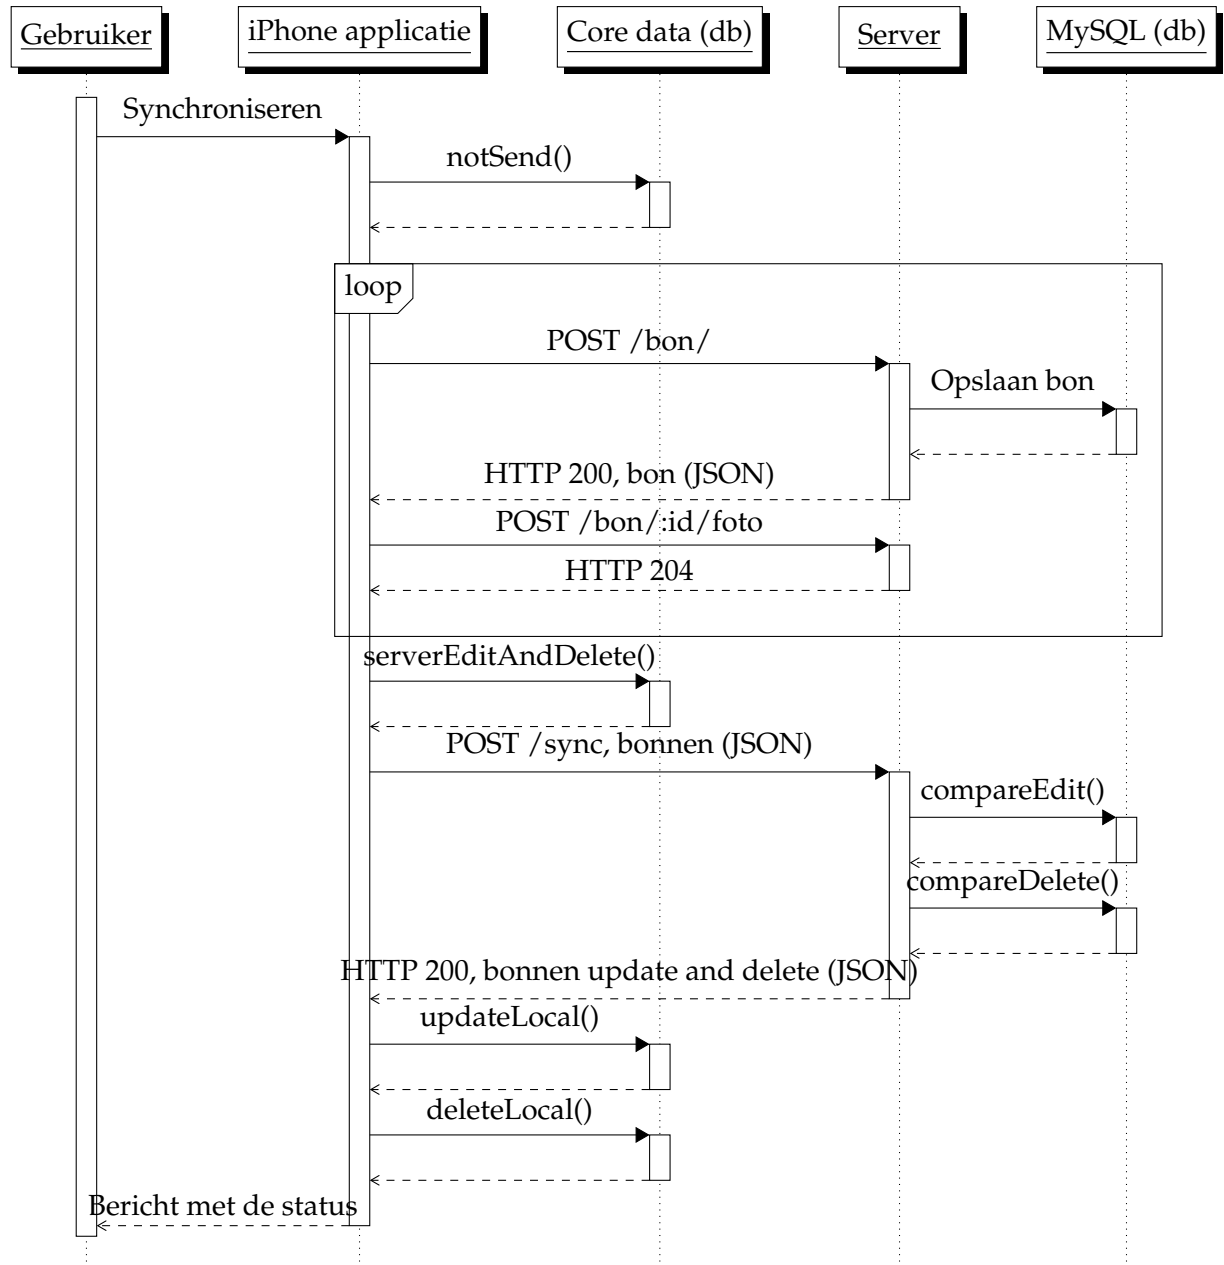 Gebruiker
iPhone applicatie
Core data (db)
Server
MySQL (db)
Synchroniseren
notSend()
loop
POST /bon/
Opslaan bon
HTTP 200, bon (JSON)
POST /bon/:id/foto
HTTP 204
serverEditAndDelete()
POST /sync, bonnen (JSON)
compareEdit()
compareDelete()
HTTP 200, bonnen update and delete (JSON)
updateLocal()
deleteLocal()
Bericht met de status